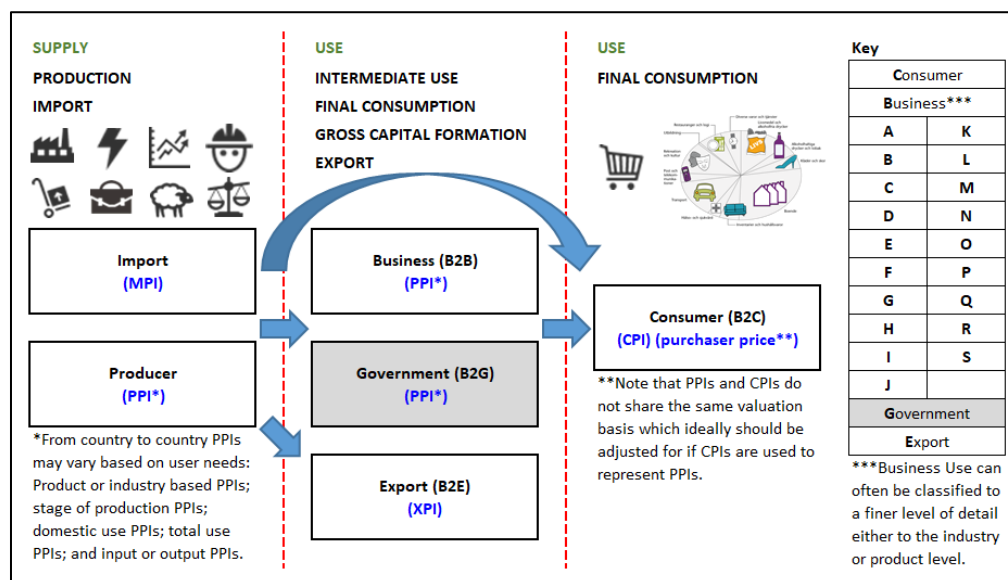 SUPPLY
PRODUCTION
IMPORT
Import
(MPI)
Producer
(PPI*)
*From country to country PPIs
may vary based on user needs:
Product or industry based PPIs;
stage of production PPIs;
domestic use PPIs; total use
PPIs; and input or output PPIs.
USE
INTERMEDIATE USE
FINAL CONSUMPTION
GROSS CAPITAL FORMATION
EXPORT
Business (B2B)
(PPI*)
Government (B2G)
(PPI*)
Export (B2E)
(XPI)
USE
FINAL CONSUMPTION
Transport
Consumer (B2C)
(CPI) (purchaser price**)
**Note that PPIs and CPIs do
not share the same valuation
basis which ideally should be
adjusted for if CPIs are used to
represent PPIs.
Key
Consumer
Business***
A K
B L
C M
D N
E O
F P
G Q
H R
I S
J
Government
Export
***Business Use can
often be classified to
a finer level of detail
either to the industry
or product level.